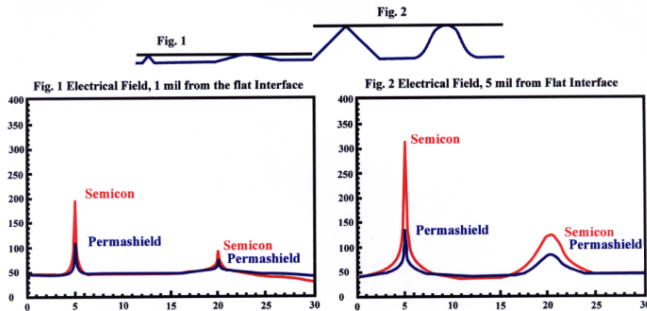 Fig. 2
Fig. 1
Fig. 1 Electrical Field, 1 mil from the flat Interface
400
350
300
250
200
150
100
50
0
Semicon
Permashield
Semicon
Permashield
0 5 10 15 20 25 30
Fig. 2 Electrical Field, 5 mil from Flat Interface
400
350
300
250
200
150
100
50
0
Semicon
Permashield
Semicon
Permashield
0 5 10 15 20 25 30